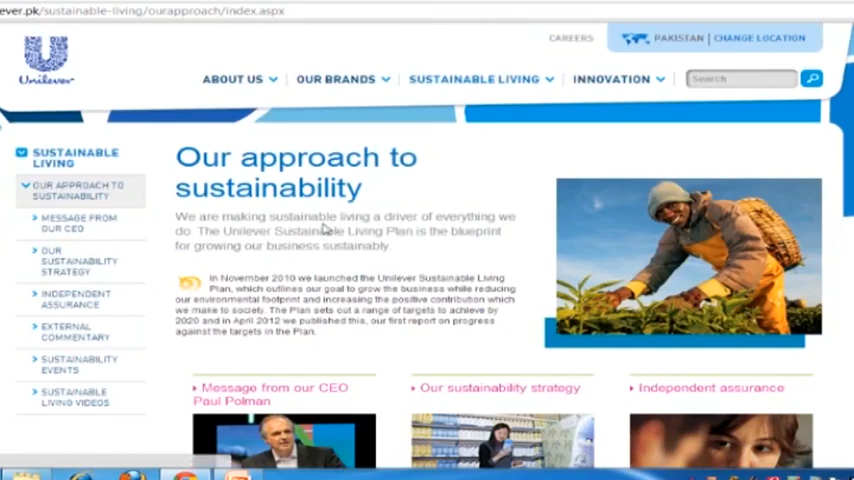 ever.pk/sustainable-living/ourapproach/index.aspx
CAREERS
PAKISTAN | CHANGE LOCATION
Unilever
ABOUT US
OUR BRANDS
SUSTAINABLE LIVING
INNOVATION
Search
SUSTAINABLE
LIVING
OUR APPROACH TO
SUSTAINABILITY
MESSAGE FROM
OUR CEO
OUR
SUSTAINABLE
STRATEGY
INDEPENDENT
ASSURANCE
EXTERNAL
COMMENTARY
SUSTAINABILITY
EVENTS
SUSTAINABLE
LIVING VIDEOS
Our approach to
sustainability
We are making sustainable living a driver of everything we
do. The Unilever Sustainable Living Plan is the blueprint
for growing our business sustainably.
In November 2010 we launched the Unilever Sustainable Living
Plan, which outlines our goal to grow the business while reducing
our environmental footprint and increasing the positive contribution which
we make to society. The Plan sets out a range of targets to achieve by
2020 and in April 2012 we published this, our first report on progress
against the targets in the Plan.
Message from our CEO
Paul Polman
Our sustainability strategy
Independent assurance